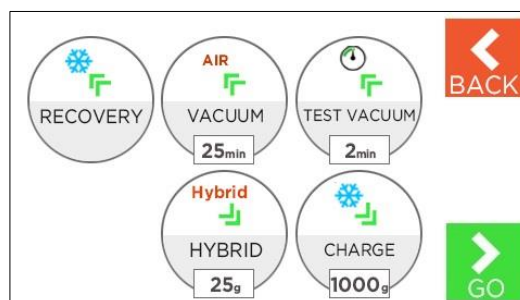 AIR
RECOVERY
VACUUM
TEST VACUUM
25min
2min
BACK
Hybrid
HYBRID
CHARGE
25g
1000g
GO